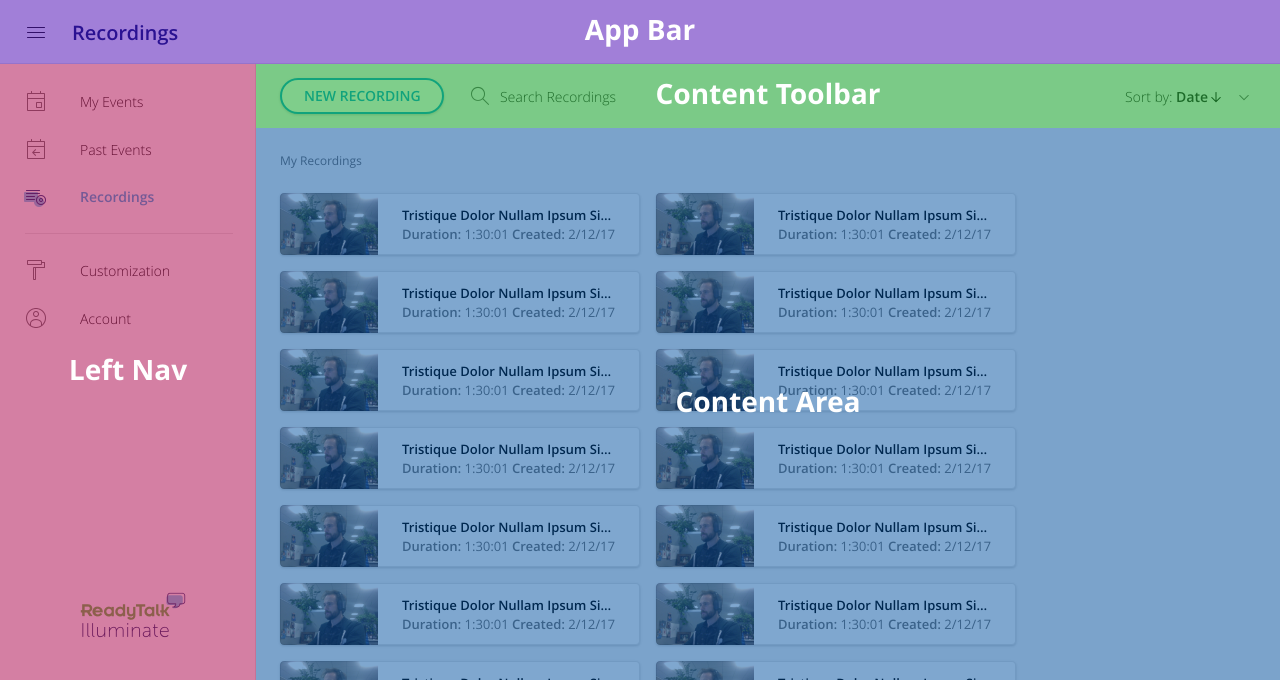 Recordings
App Bar
My Events
Past Events
Recordings
Customization
Account
Left Nav
ReadyTalk
Illuminate
NEW RECORDING
Search Recordings
Content Toolbar
Sort by: Date
My Recordings
Tristique Dolor Nullam Ipsum Si...
Duration: 1:30:01 Created: 2/12/17
Tristique Dolor Nullam Ipsum Si...
Duration: 1:30:01 Created: 2/12/17
Tristique Dolor Nullam Ipsum Si...
Duration: 1:30:01 Created: 2/12/17
Tristique Dolor Nullam Ipsum Si...
Duration: 1:30:01 Created: 2/12/17
Tristique Dolor Nullam Ipsum Si...
Duration: 1:30:01 Created: 2/12/17
Tristique Dolor Nullam Ipsum Si...
Duration: 1:30:01 Created: 2/12/17
Content Area
Tristique Dolor Nullam Ipsum Si...
Duration: 1:30:01 Created: 2/12/17
Tristique Dolor Nullam Ipsum Si...
Duration: 1:30:01 Created: 2/12/17
Tristique Dolor Nullam Ipsum Si...
Duration: 1:30:01 Created: 2/12/17
Tristique Dolor Nullam Ipsum Si...
Duration: 1:30:01 Created: 2/12/17
Tristique Dolor Nullam Ipsum Si...
Duration: 1:30:01 Created: 2/12/17
Tristique Dolor Nullam Ipsum Si...
Duration: 1:30:01 Created: 2/12/17